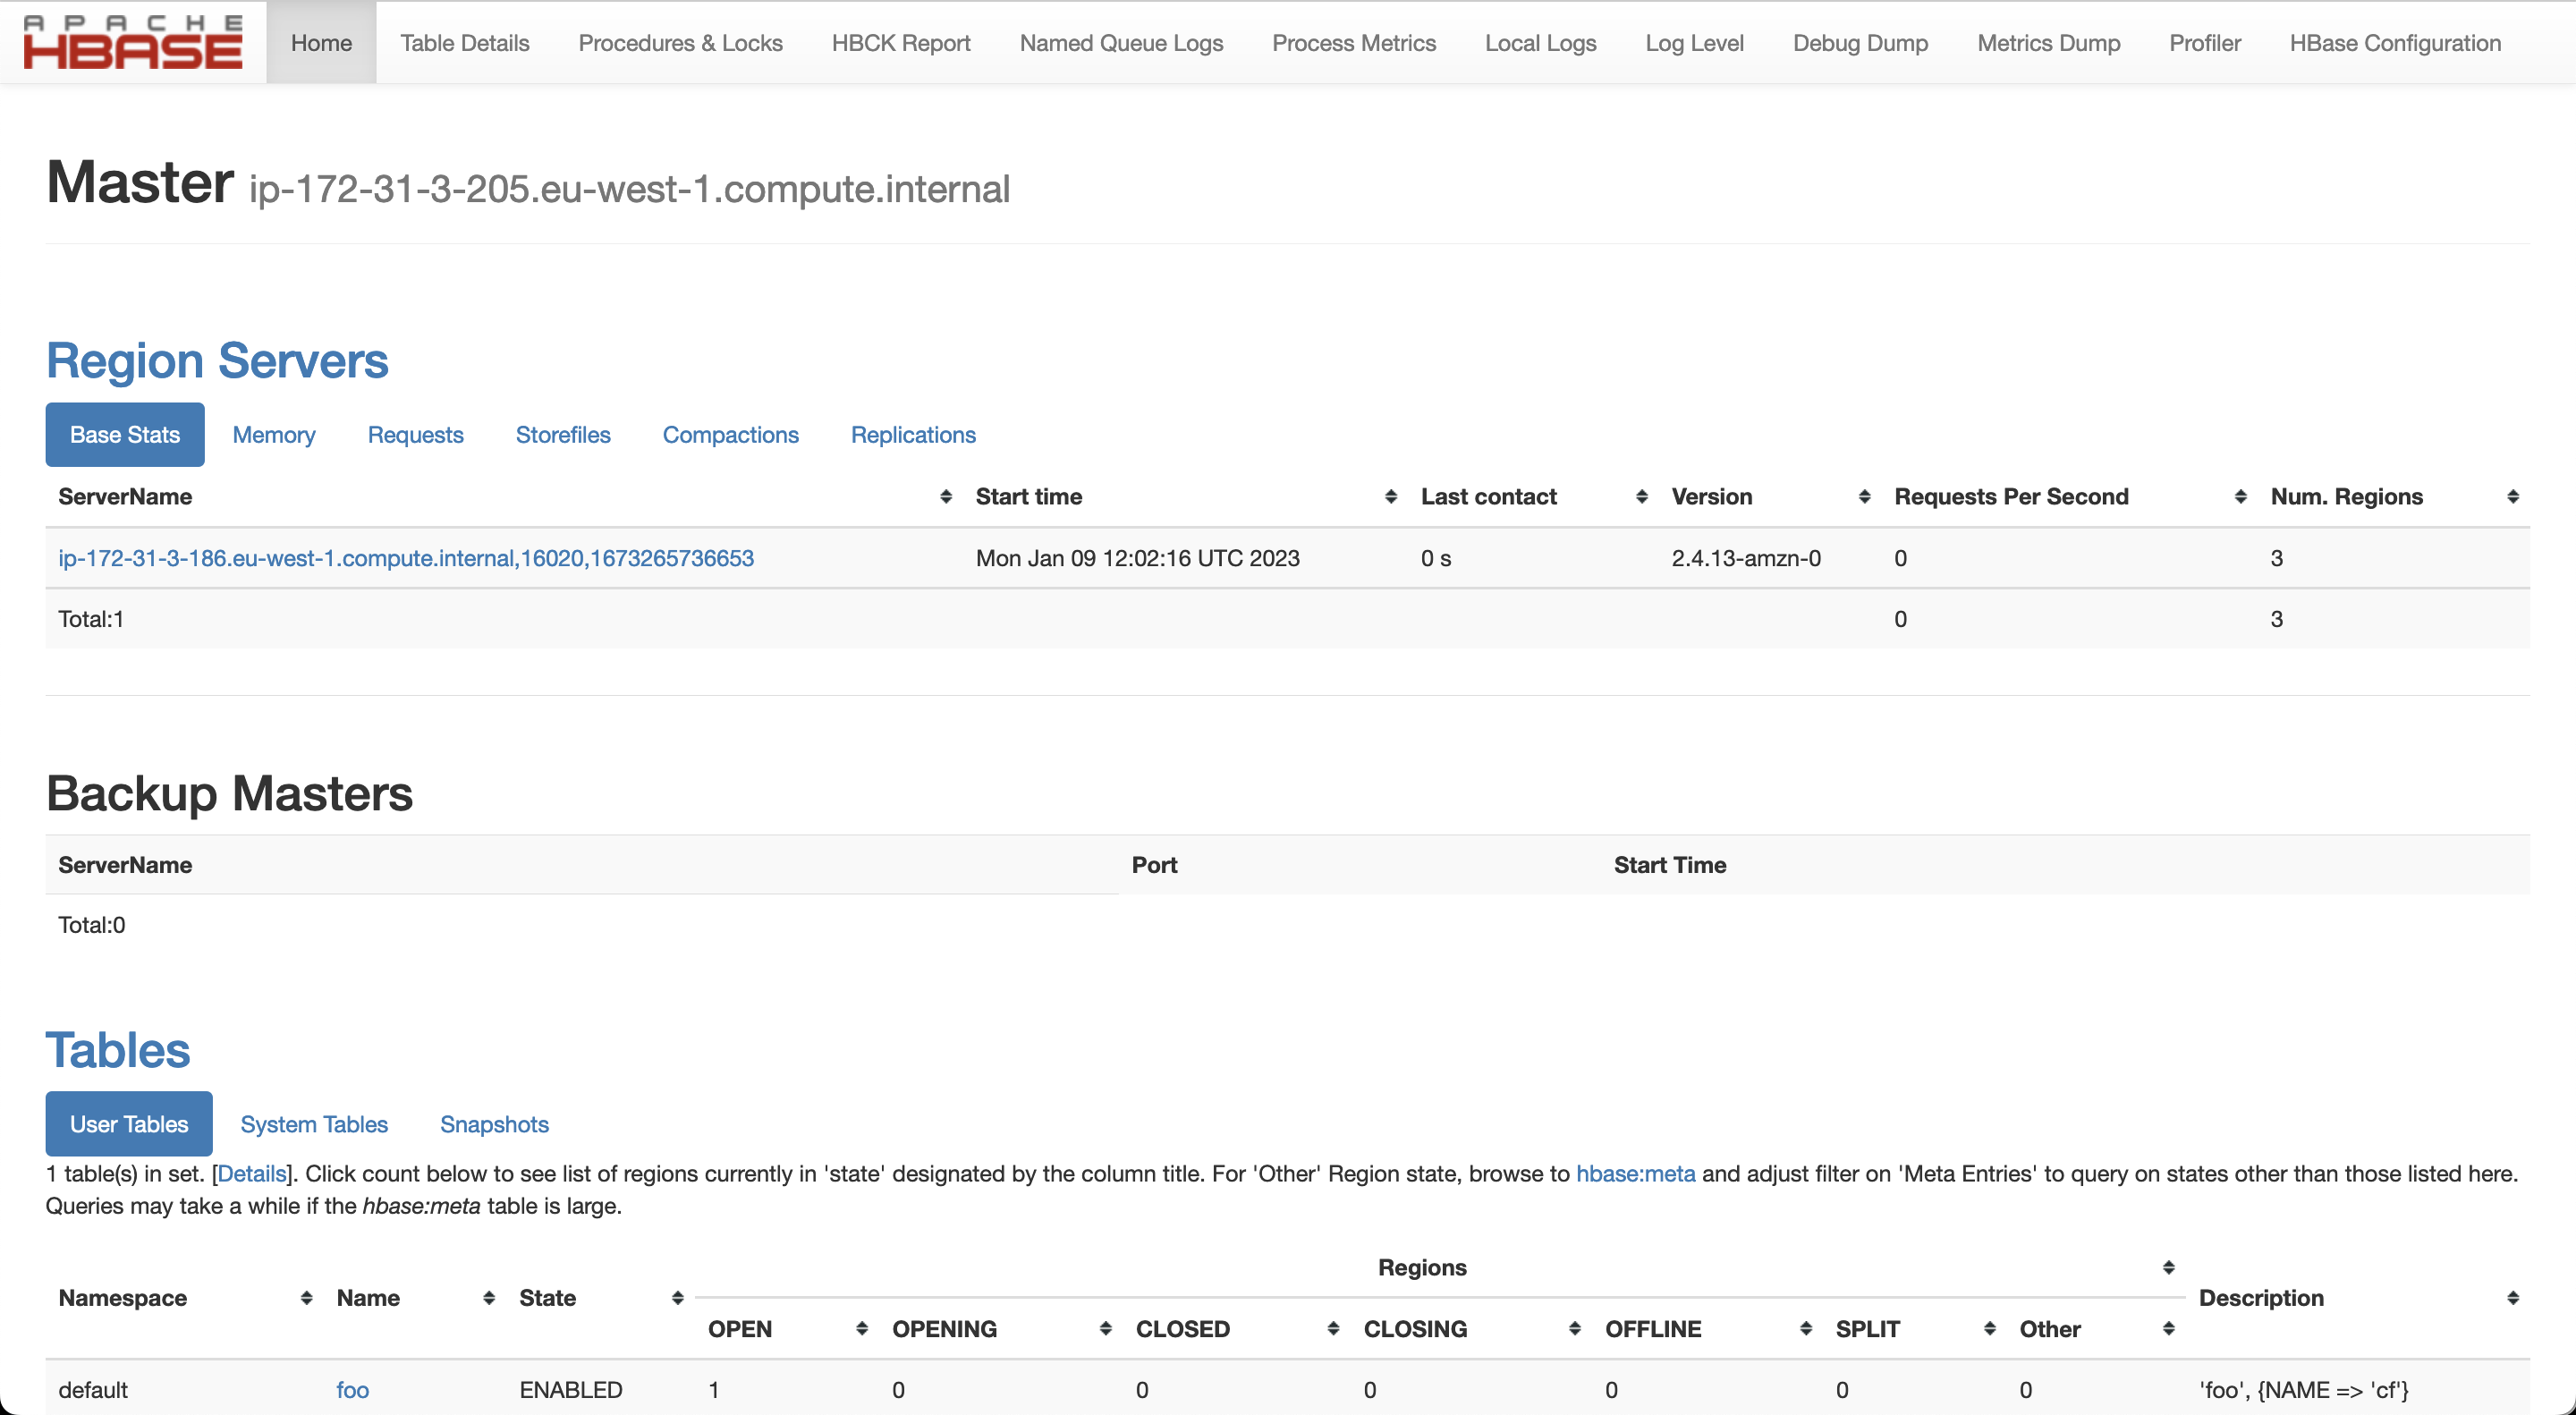 APACHE
HBASE
Home Table Details Procedures & Locks HBCK Report Named Queue Logs Process Metrics Local Logs Log Level Debug Dump Metrics Dump Profiler HBase Configuration
Master ip-172-31-3-205.eu-west-1.compute.internal
Region Servers
Base Stats Memory Requests Storefiles Compactions Replications
ServerName Start time Last contact Version Requests Per Second Num. Regions
ip-172-31-3-186.eu-west-1.compute.internal,16020,1673265736653 Mon Jan 09 12:02:16 UTC 2023 0 s 2.4.13-amzn-0 0 3
Total:1 0 3
Backup Masters
ServerName Port Start Time
Total:0
Tables
User Tables System Tables Snapshots
1 table(s) in set. [Details]. Click count below to see list of regions currently in 'state' designated by the column title. For 'Other' Region state, browse to hbase:meta and adjust filter on 'Meta Entries' to query on states other than those listed here.
Queries may take a while if the hbase:meta table is large.
Regions
Namespace Name State Description
OPEN OPENING CLOSED CLOSING OFFLINE SPLIT Other
default foo ENABLED 1 0 0 0 0 0 0 'foo', {NAME => 'cf'}